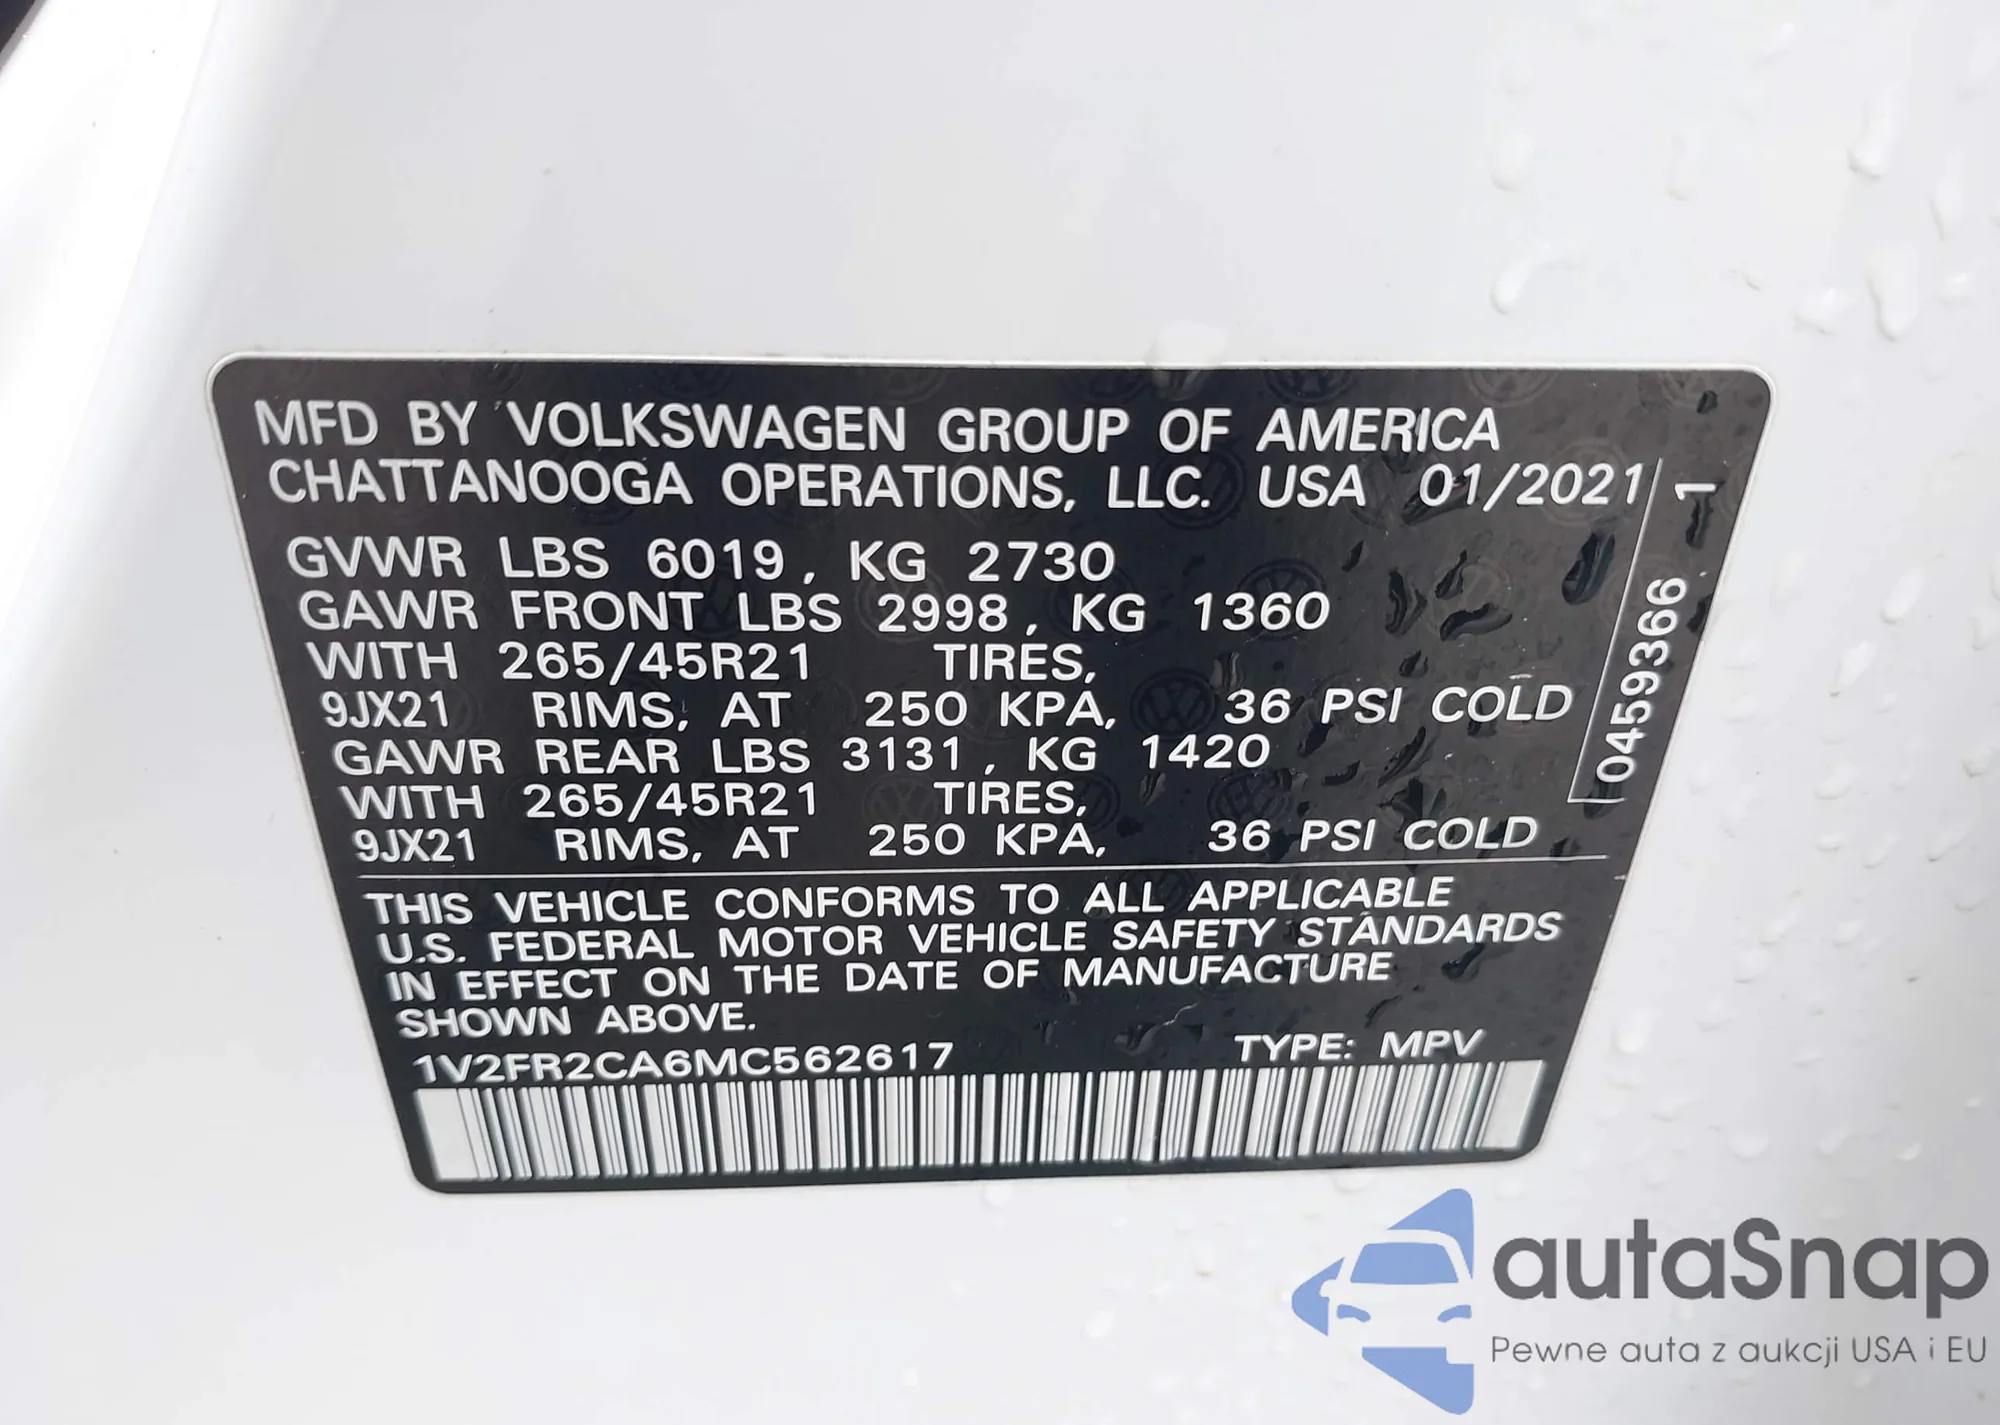 MFD BY VOLKSWAGEN GROUP OF AMERICA
CHATTANOOGA OPERATIONS, LLC. USA 01/2021
GVWR LBS 6019, KG 2730
GAWR FRONT LBS 2998, KG 1360
WITH 265/45R21 TIRES,
9JX21 RIMS, AT 250 KPA, 36 PSI COLD
GAWR REAR LBS 3131, KG 1420
WITH 265/45R21 TIRES,
9JX21 RIMS, AT 250 KPA, 36 PSI COLD
0459366 1
THIS VEHICLE CONFORMS TO ALL APPLICABLE
U.S. FEDERAL MOTOR VEHICLE SAFETY STANDARDS
IN EFFECT ON THE DATE OF MANUFACTURE
SHOWN ABOVE.
1V2FR2CA6MC562617 TYPE: MPV
autaSnap
Pewne auta z aukcji USA i EU